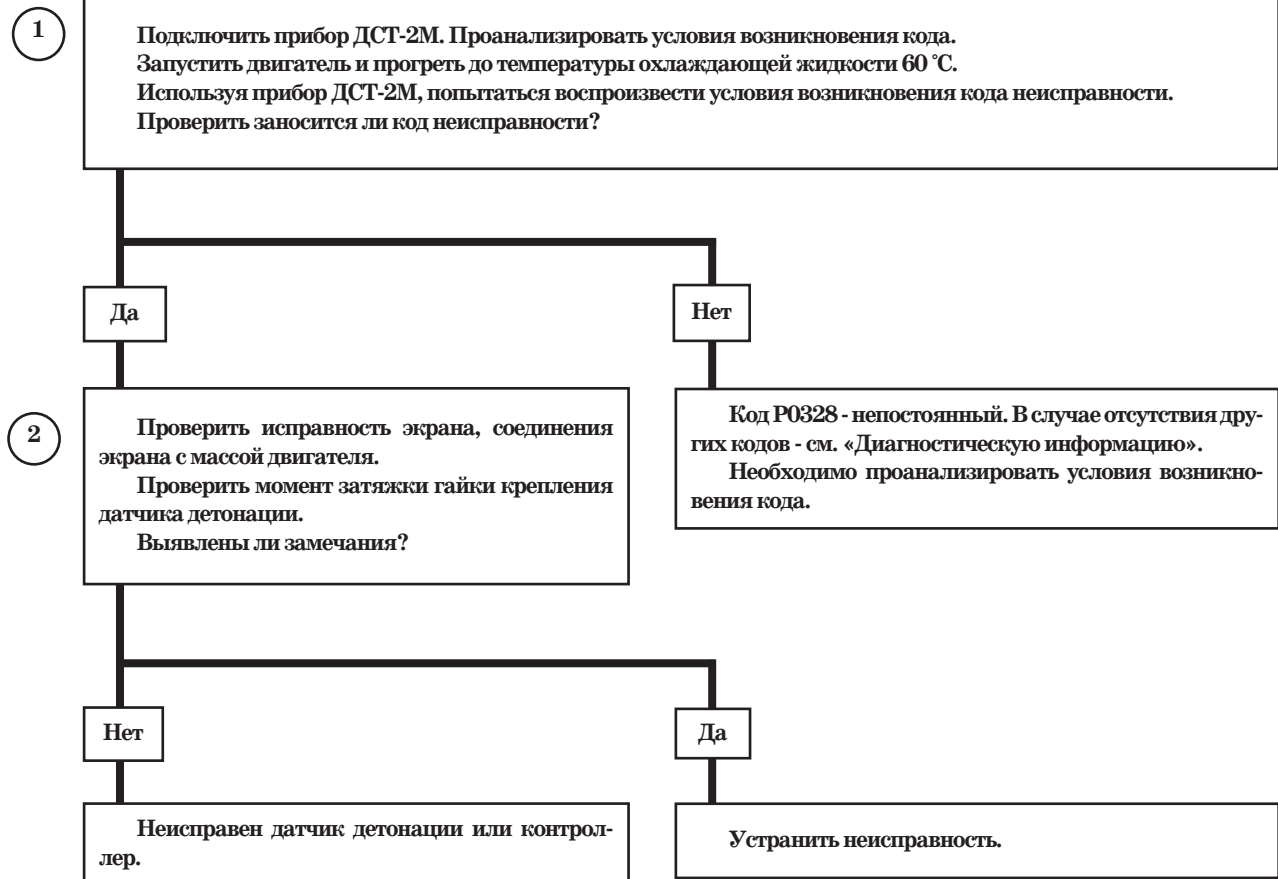 1
Подключить прибор ДСТ-2М. Проанализировать условия возникновения кода.
Запустить двигатель и прогреть до температуры охлаждающей жидкости 60 °С.
Используя прибор ДСТ-2М, попытаться воспроизвести условия возникновения кода неисправности.
Проверить заносится ли код неисправности?
Да
Нет
2
Проверить исправность экрана, соединения
экрана с массой двигателя.
Проверить момент затяжки гайки крепления
датчика детонации.
Выявлены ли замечания?
Код Р0328 - непостоянный. В случае отсутствия дру-
гих кодов - см. «Диагностическую информацию».
Необходимо проанализировать условия возникно-
вения кода.
Нет
Да
Неисправен датчик детонации или контрол-
лер.
Устранить неисправность.